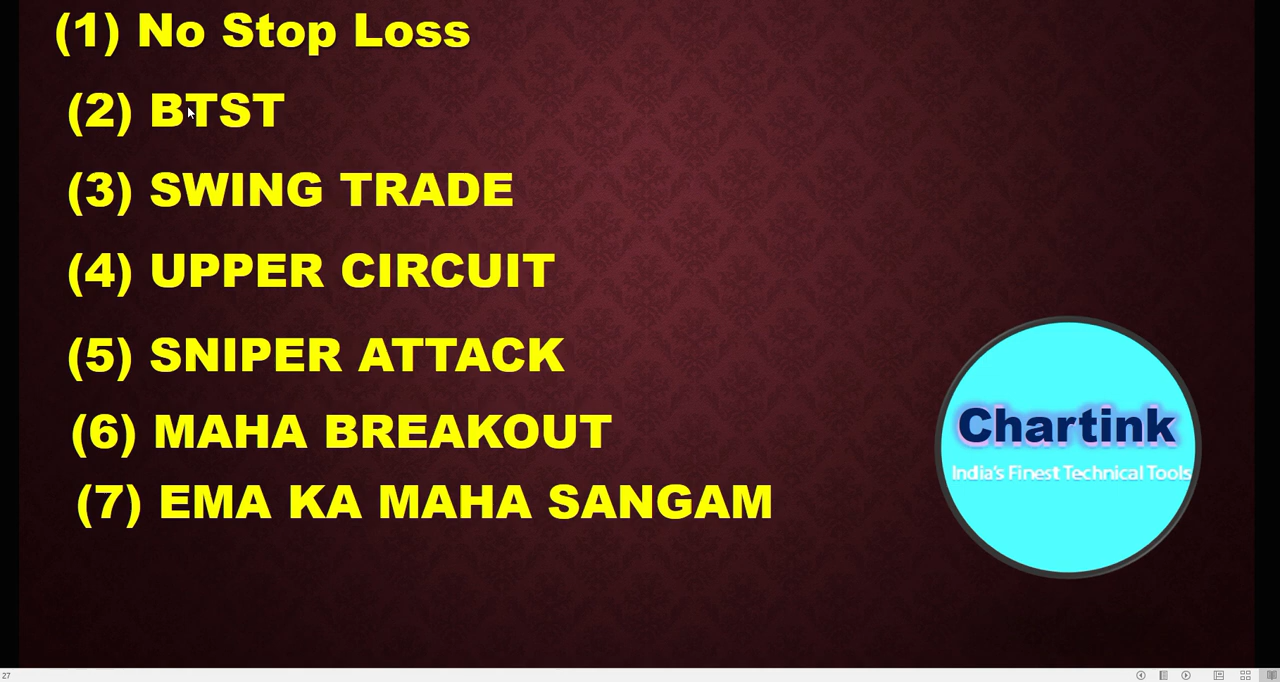 (1) No Stop Loss
(2) BTST
(3) SWING TRADE
(4) UPPER CIRCUIT
(5) SNIPER ATTACK
(6) MAHA BREAKOUT
(7) EMA KA MAHA SANGAM
Chartink
India's Finest Technical Tools
27